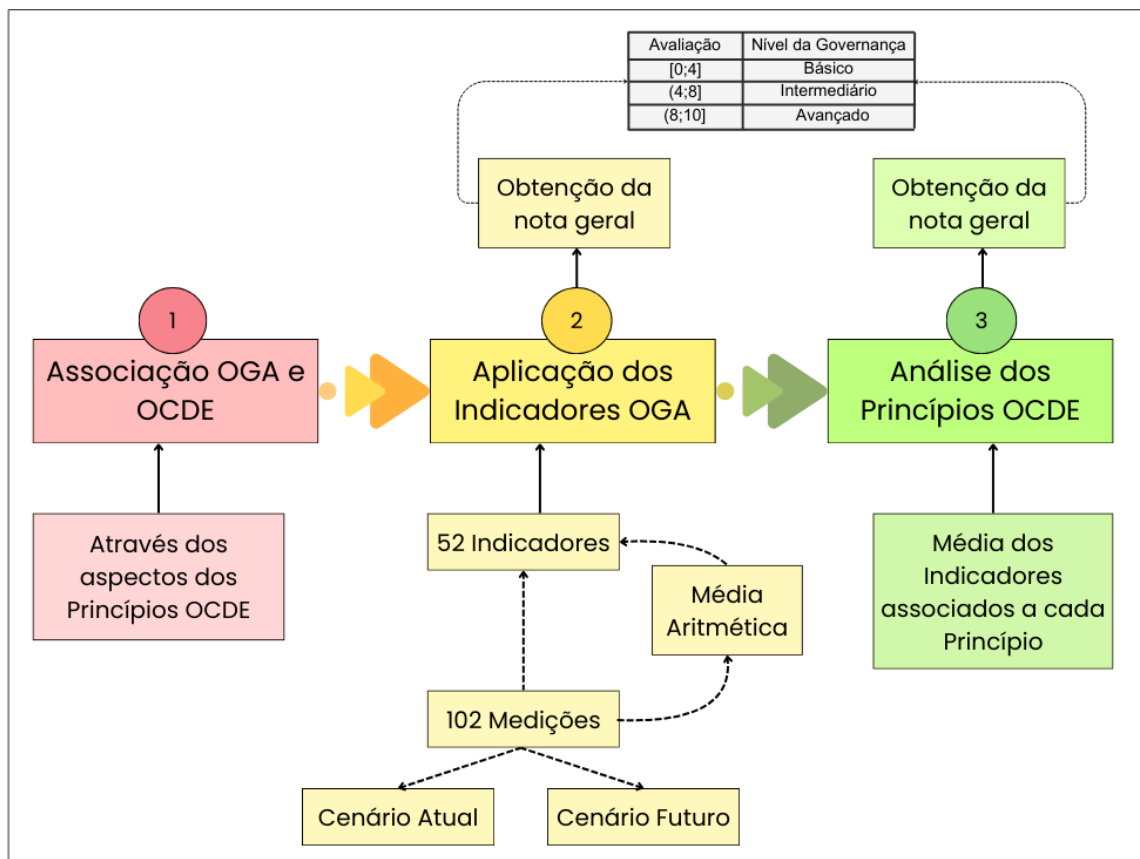 Avaliação Nível da Governança
[0;4] Básico
(4;8] Intermediário
(8;10] Avançado
Obtenção da
nota geral
Obtenção da
nota geral
1
Associação OGA e
OCDE
2
Aplicação dos
Indicadores OGA
3
Análise dos
Princípios OCDE
Através dos
aspectos dos
Princípios OCDE
52 Indicadores
Média
Aritmética
102 Medições
Cenário Atual
Cenário Futuro
Média dos
Indicadores
associados a cada
Princípio